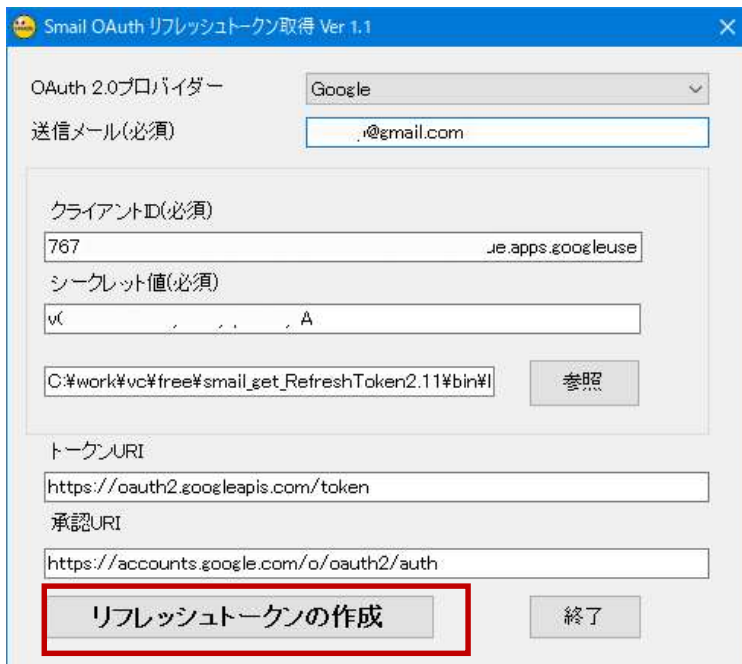 Smail OAuth リフレッシュトークン取得 Ver 1.1
OAuth 2.0プロバイダー
Google
送信メール(必須)
@gmail.com
クライアントID(必須)
767 ue.apps.googleuse
シークレット値(必須)
v( A
C:¥work¥vc¥free¥smail_get_RefreshToken2.11¥bin¥l
参照
トークンURI
https://oauth2.googleapis.com/token
承認URI
https://accounts.google.com/o/oauth2/auth
リフレッシュトークンの作成
終了